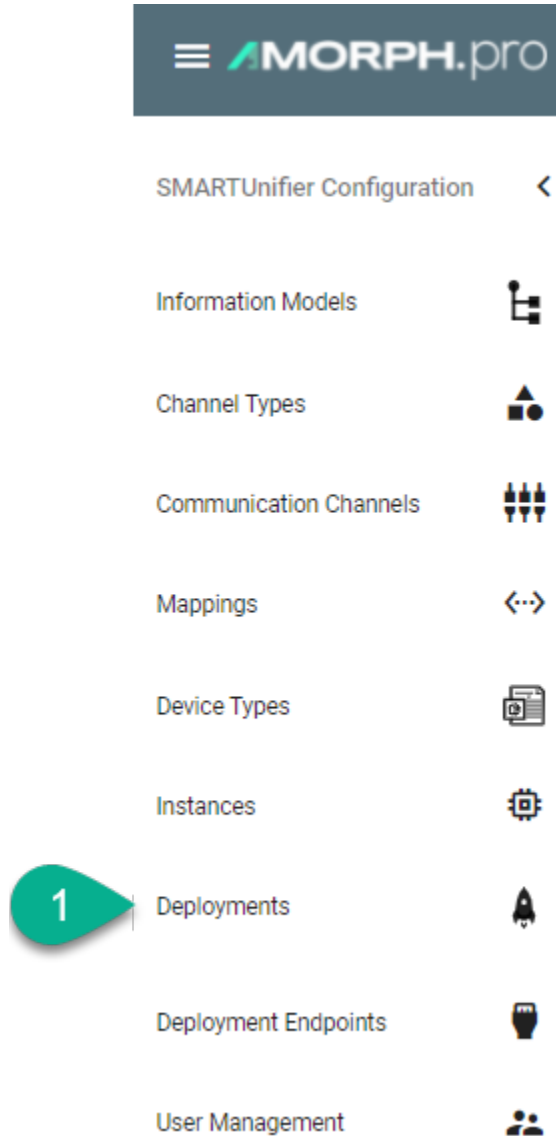 AMORPH.pro
SMARTUnifier Configuration
Information Models
Channel Types
Communication Channels
Mappings
Device Types
Instances
1 Deployments
Deployment Endpoints
User Management